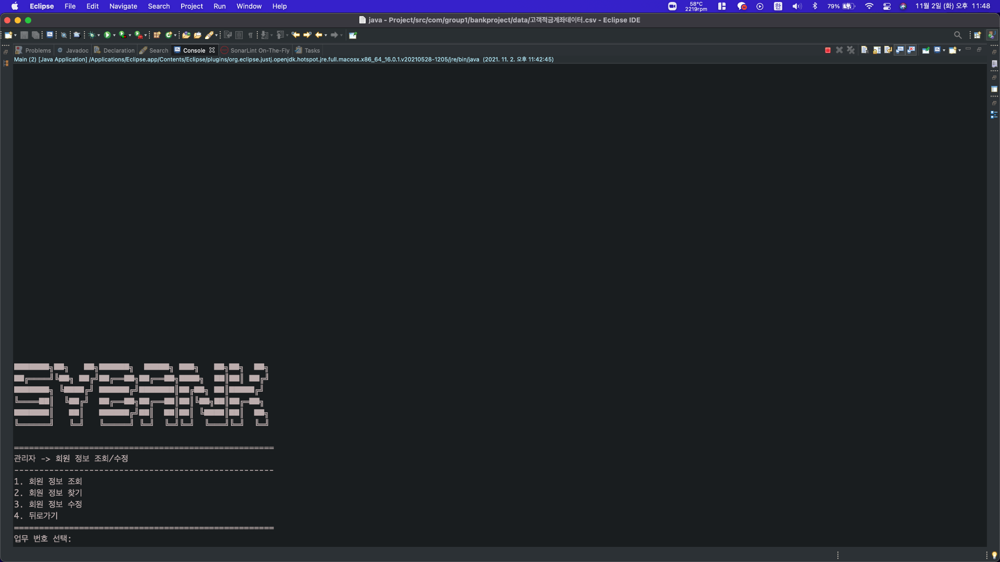 Eclipse File Edit Navigate Search Project Run Window Help 58°C 2219rpm 한 79% 11월 2일 (화) 오후 11:48
java - Project/src/com/group1/bankproject/data/고객적금계좌데이터.csv - Eclipse IDE
Problems @ Javadoc Declaration Search Console SonarLint On-The-Fly Tasks
Main (2) [Java Application] /Applications/Eclipse.app/Contents/Eclipse/plugins/org.eclipse.justj.openjdk.hotspot.jre.full.macosx.x86_64_16.0.1.v20210528-1205/jre/bin/java (2021. 11. 2. 오후 11:42:45)
SYBANK
====================================================
관리자 -> 회원 정보 조회/수정
----------------------------------------------------
1. 회원 정보 조회
2. 회원 정보 찾기
3. 회원 정보 수정
4. 뒤로가기
====================================================
업무 번호 선택: